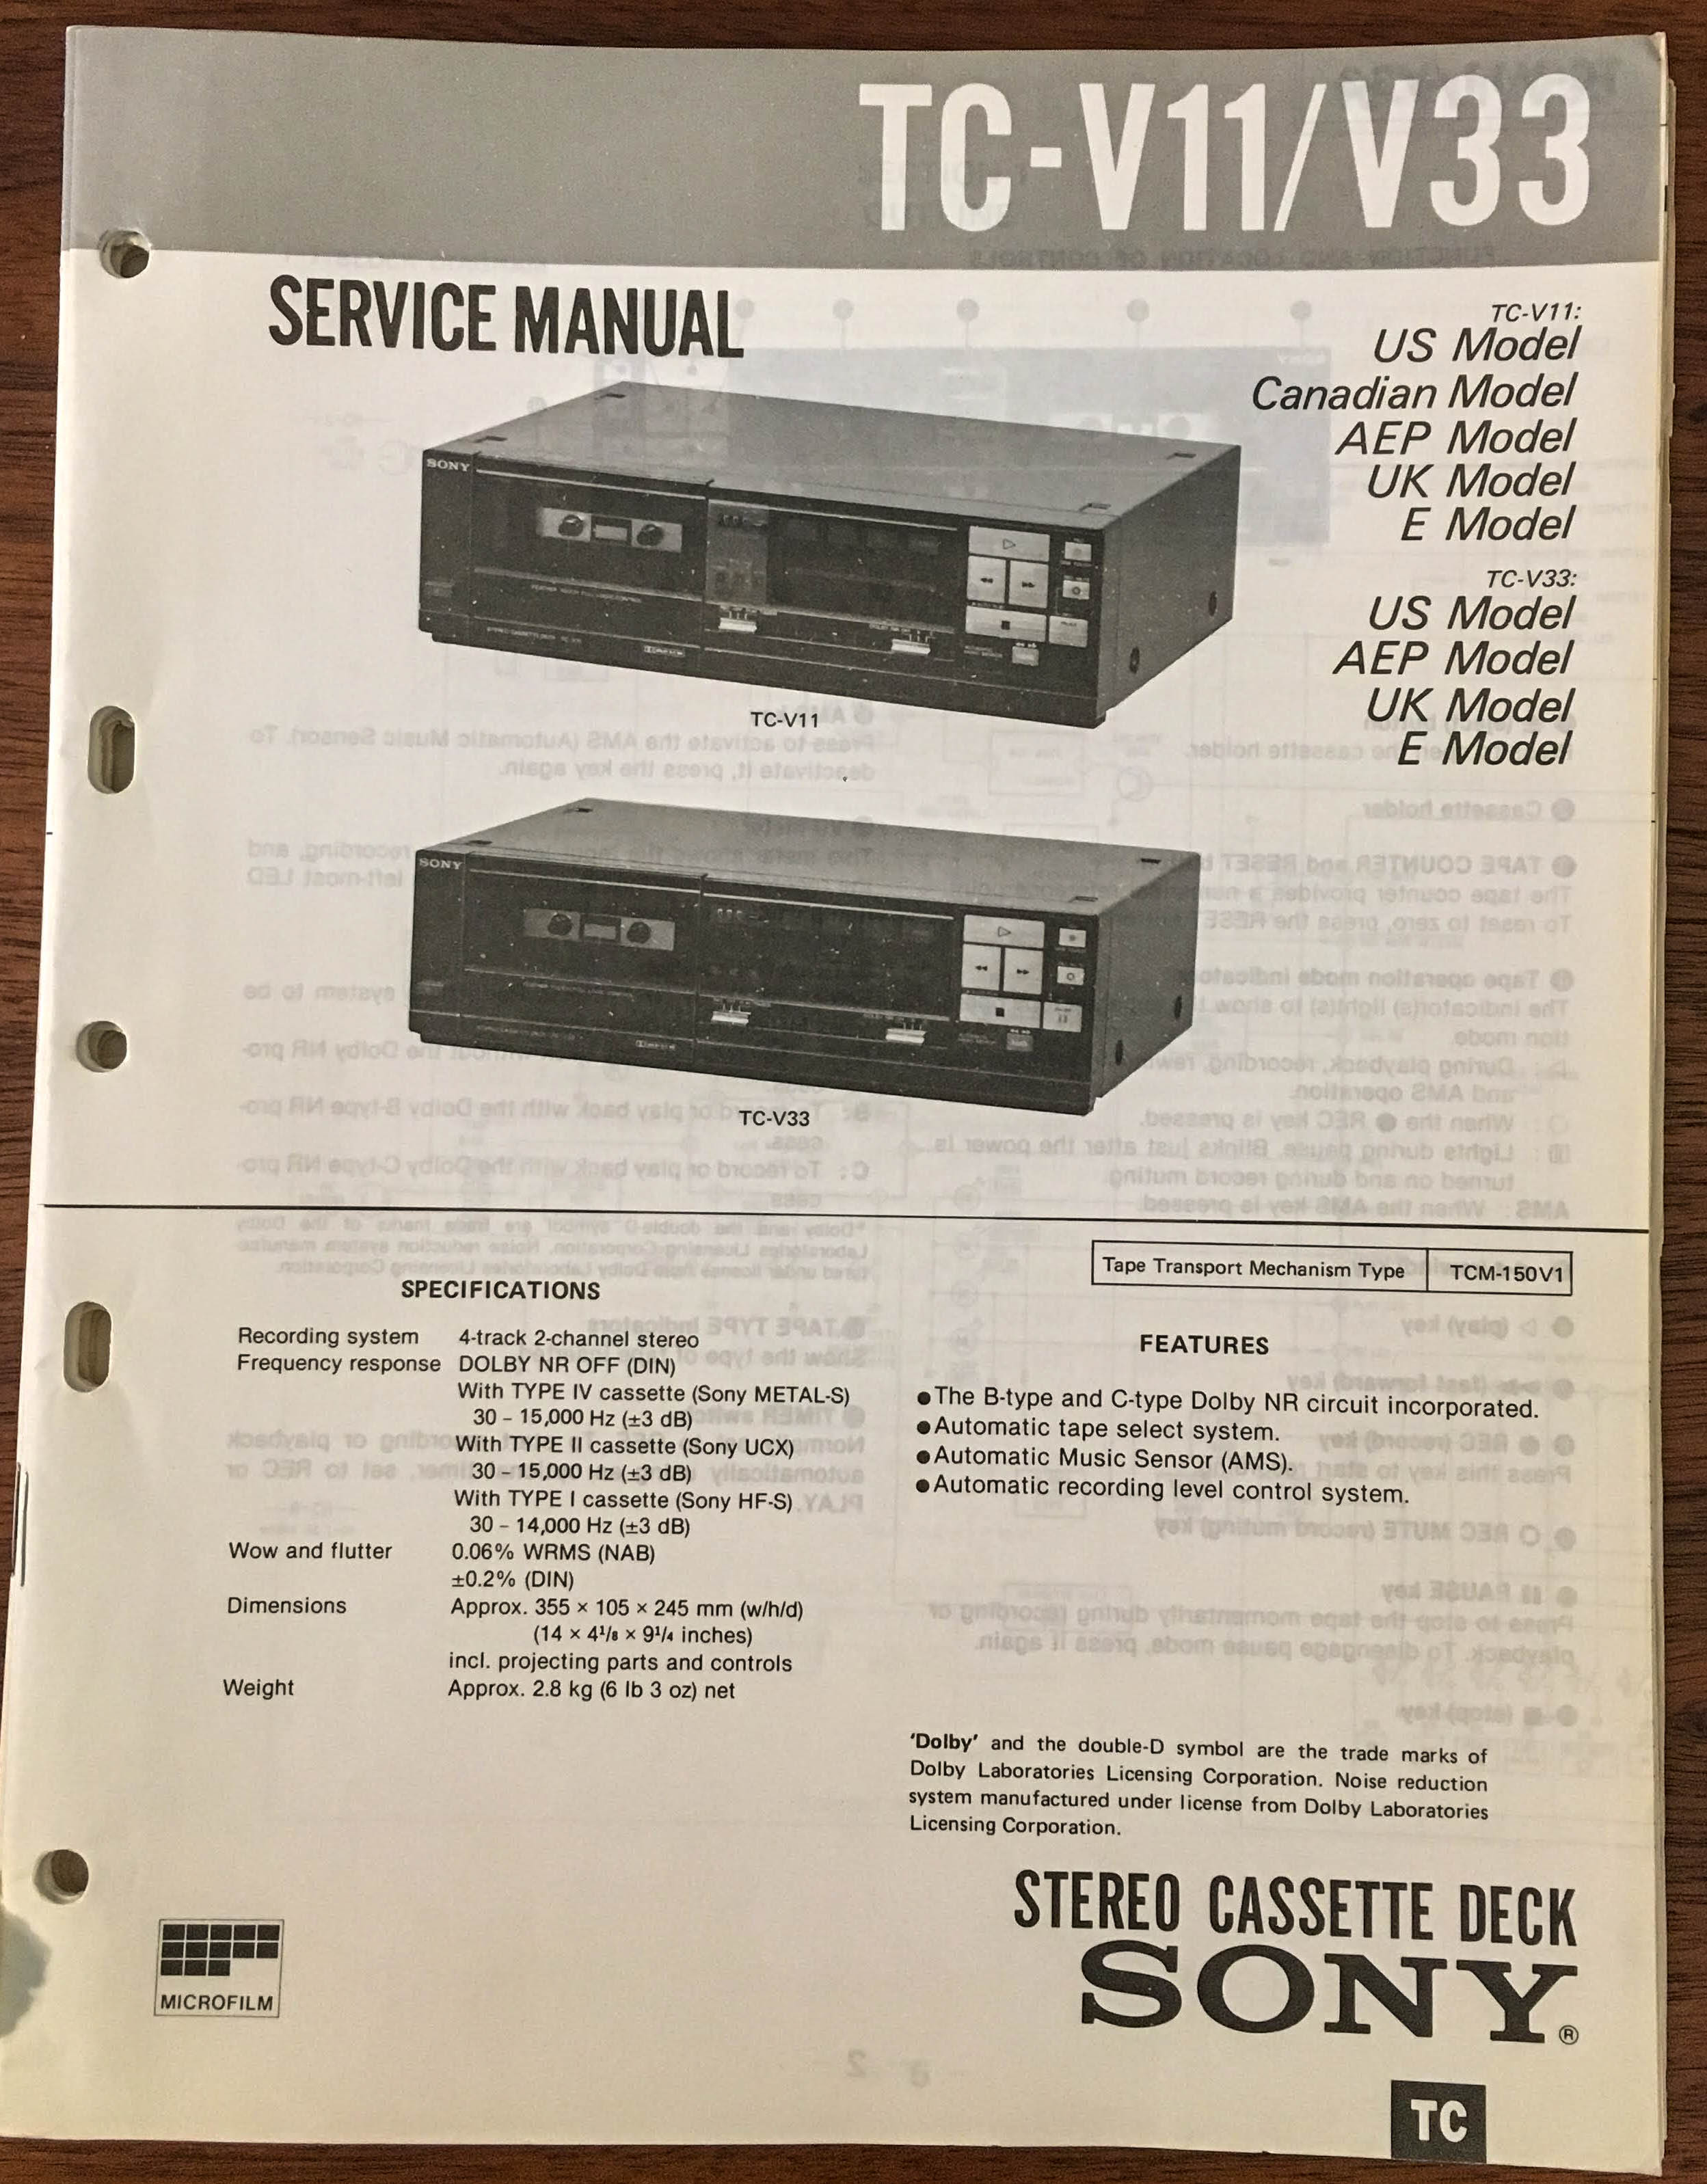 TC-V11/V33
SERVICE MANUAL
TC-V11:
US Model
Canadian Model
AEP Model
UK Model
E Model
TC-V33:
US Model
AEP Model
UK Model
E Model
SONY
TC-V11
SONY
TC-V33
Tape Transport Mechanism Type TCM-150V1
SPECIFICATIONS
Recording system 4-track 2-channel stereo
Frequency response DOLBY NR OFF (DIN)
With TYPE IV cassette (Sony METAL-S)
30 – 15,000 Hz (±3 dB)
With TYPE II cassette (Sony UCX)
30 – 15,000 Hz (±3 dB)
With TYPE I cassette (Sony HF-S)
30 – 14,000 Hz (±3 dB)
Wow and flutter 0.06% WRMS (NAB)
±0.2% (DIN)
Dimensions Approx. 355 × 105 × 245 mm (w/h/d)
(14 × 4¹/₈ × 9¹/₄ inches)
incl. projecting parts and controls
Weight Approx. 2.8 kg (6 lb 3 oz) net
FEATURES
●The B-type and C-type Dolby NR circuit incorporated.
●Automatic tape select system.
●Automatic Music Sensor (AMS).
●Automatic recording level control system.
‘Dolby’ and the double-D symbol are the trade marks of
Dolby Laboratories Licensing Corporation. Noise reduction
system manufactured under license from Dolby Laboratories
Licensing Corporation.
STEREO CASSETTE DECK
SONY®
MICROFILM
TC